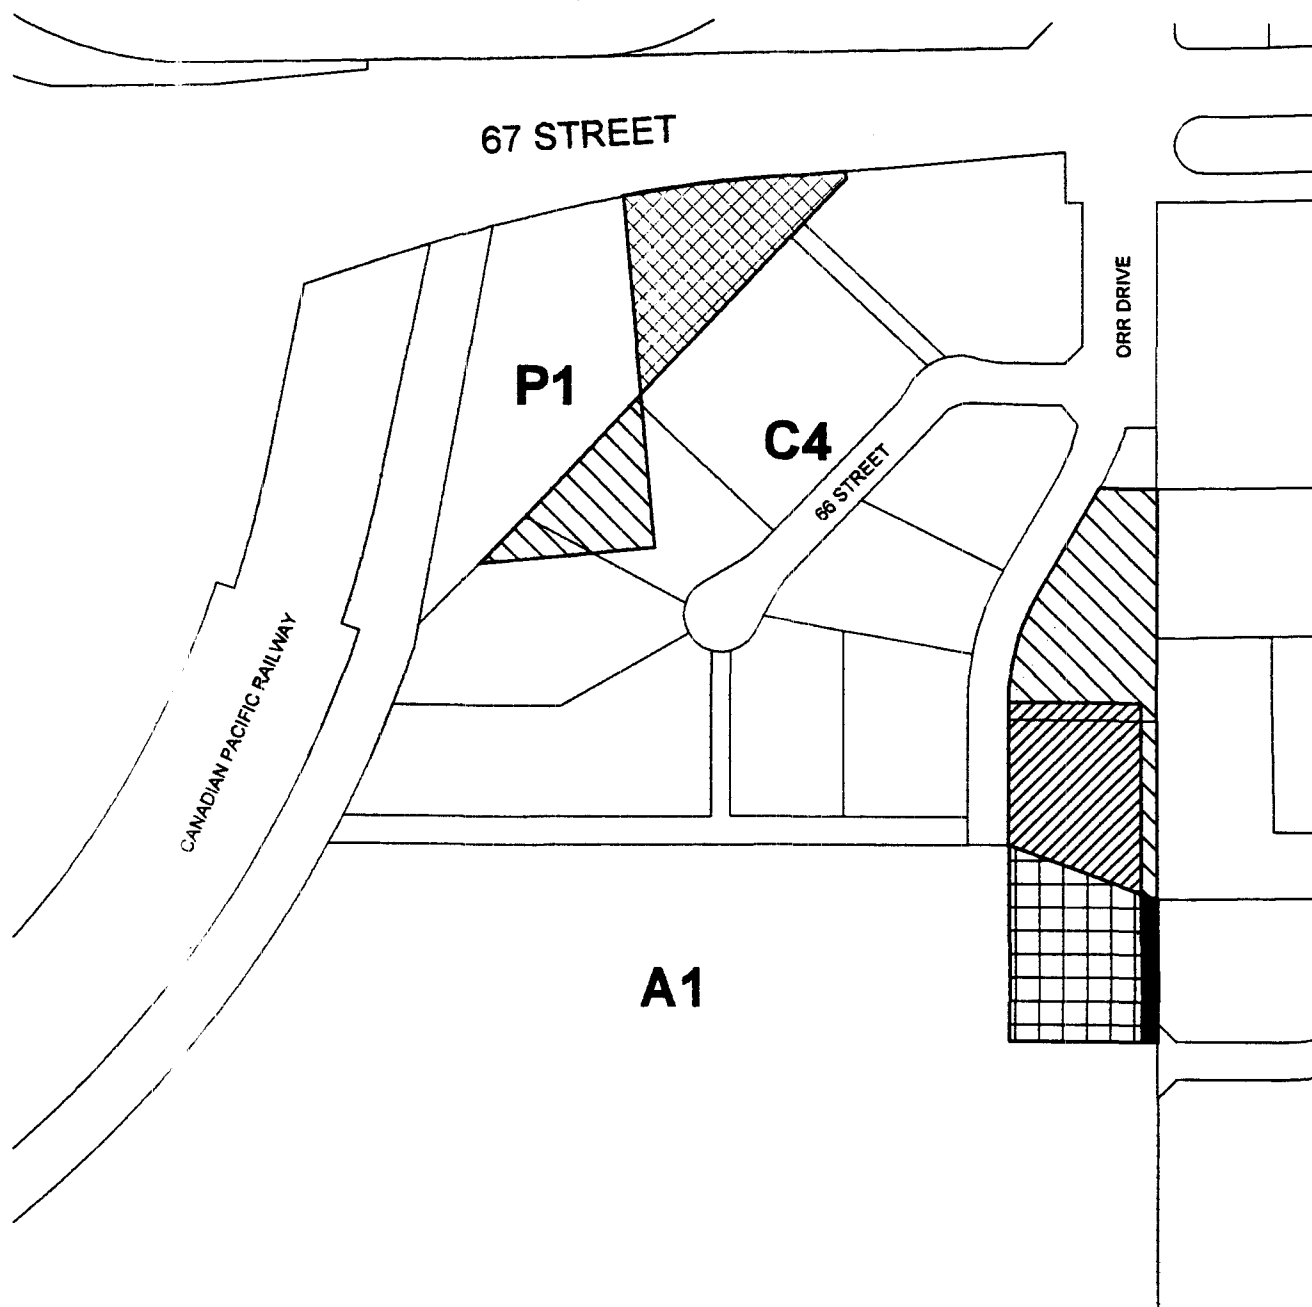 67 STREET
ORR DRIVE
P1
C4
66 STREET
CANADIAN PACIFIC RAILWAY
A1